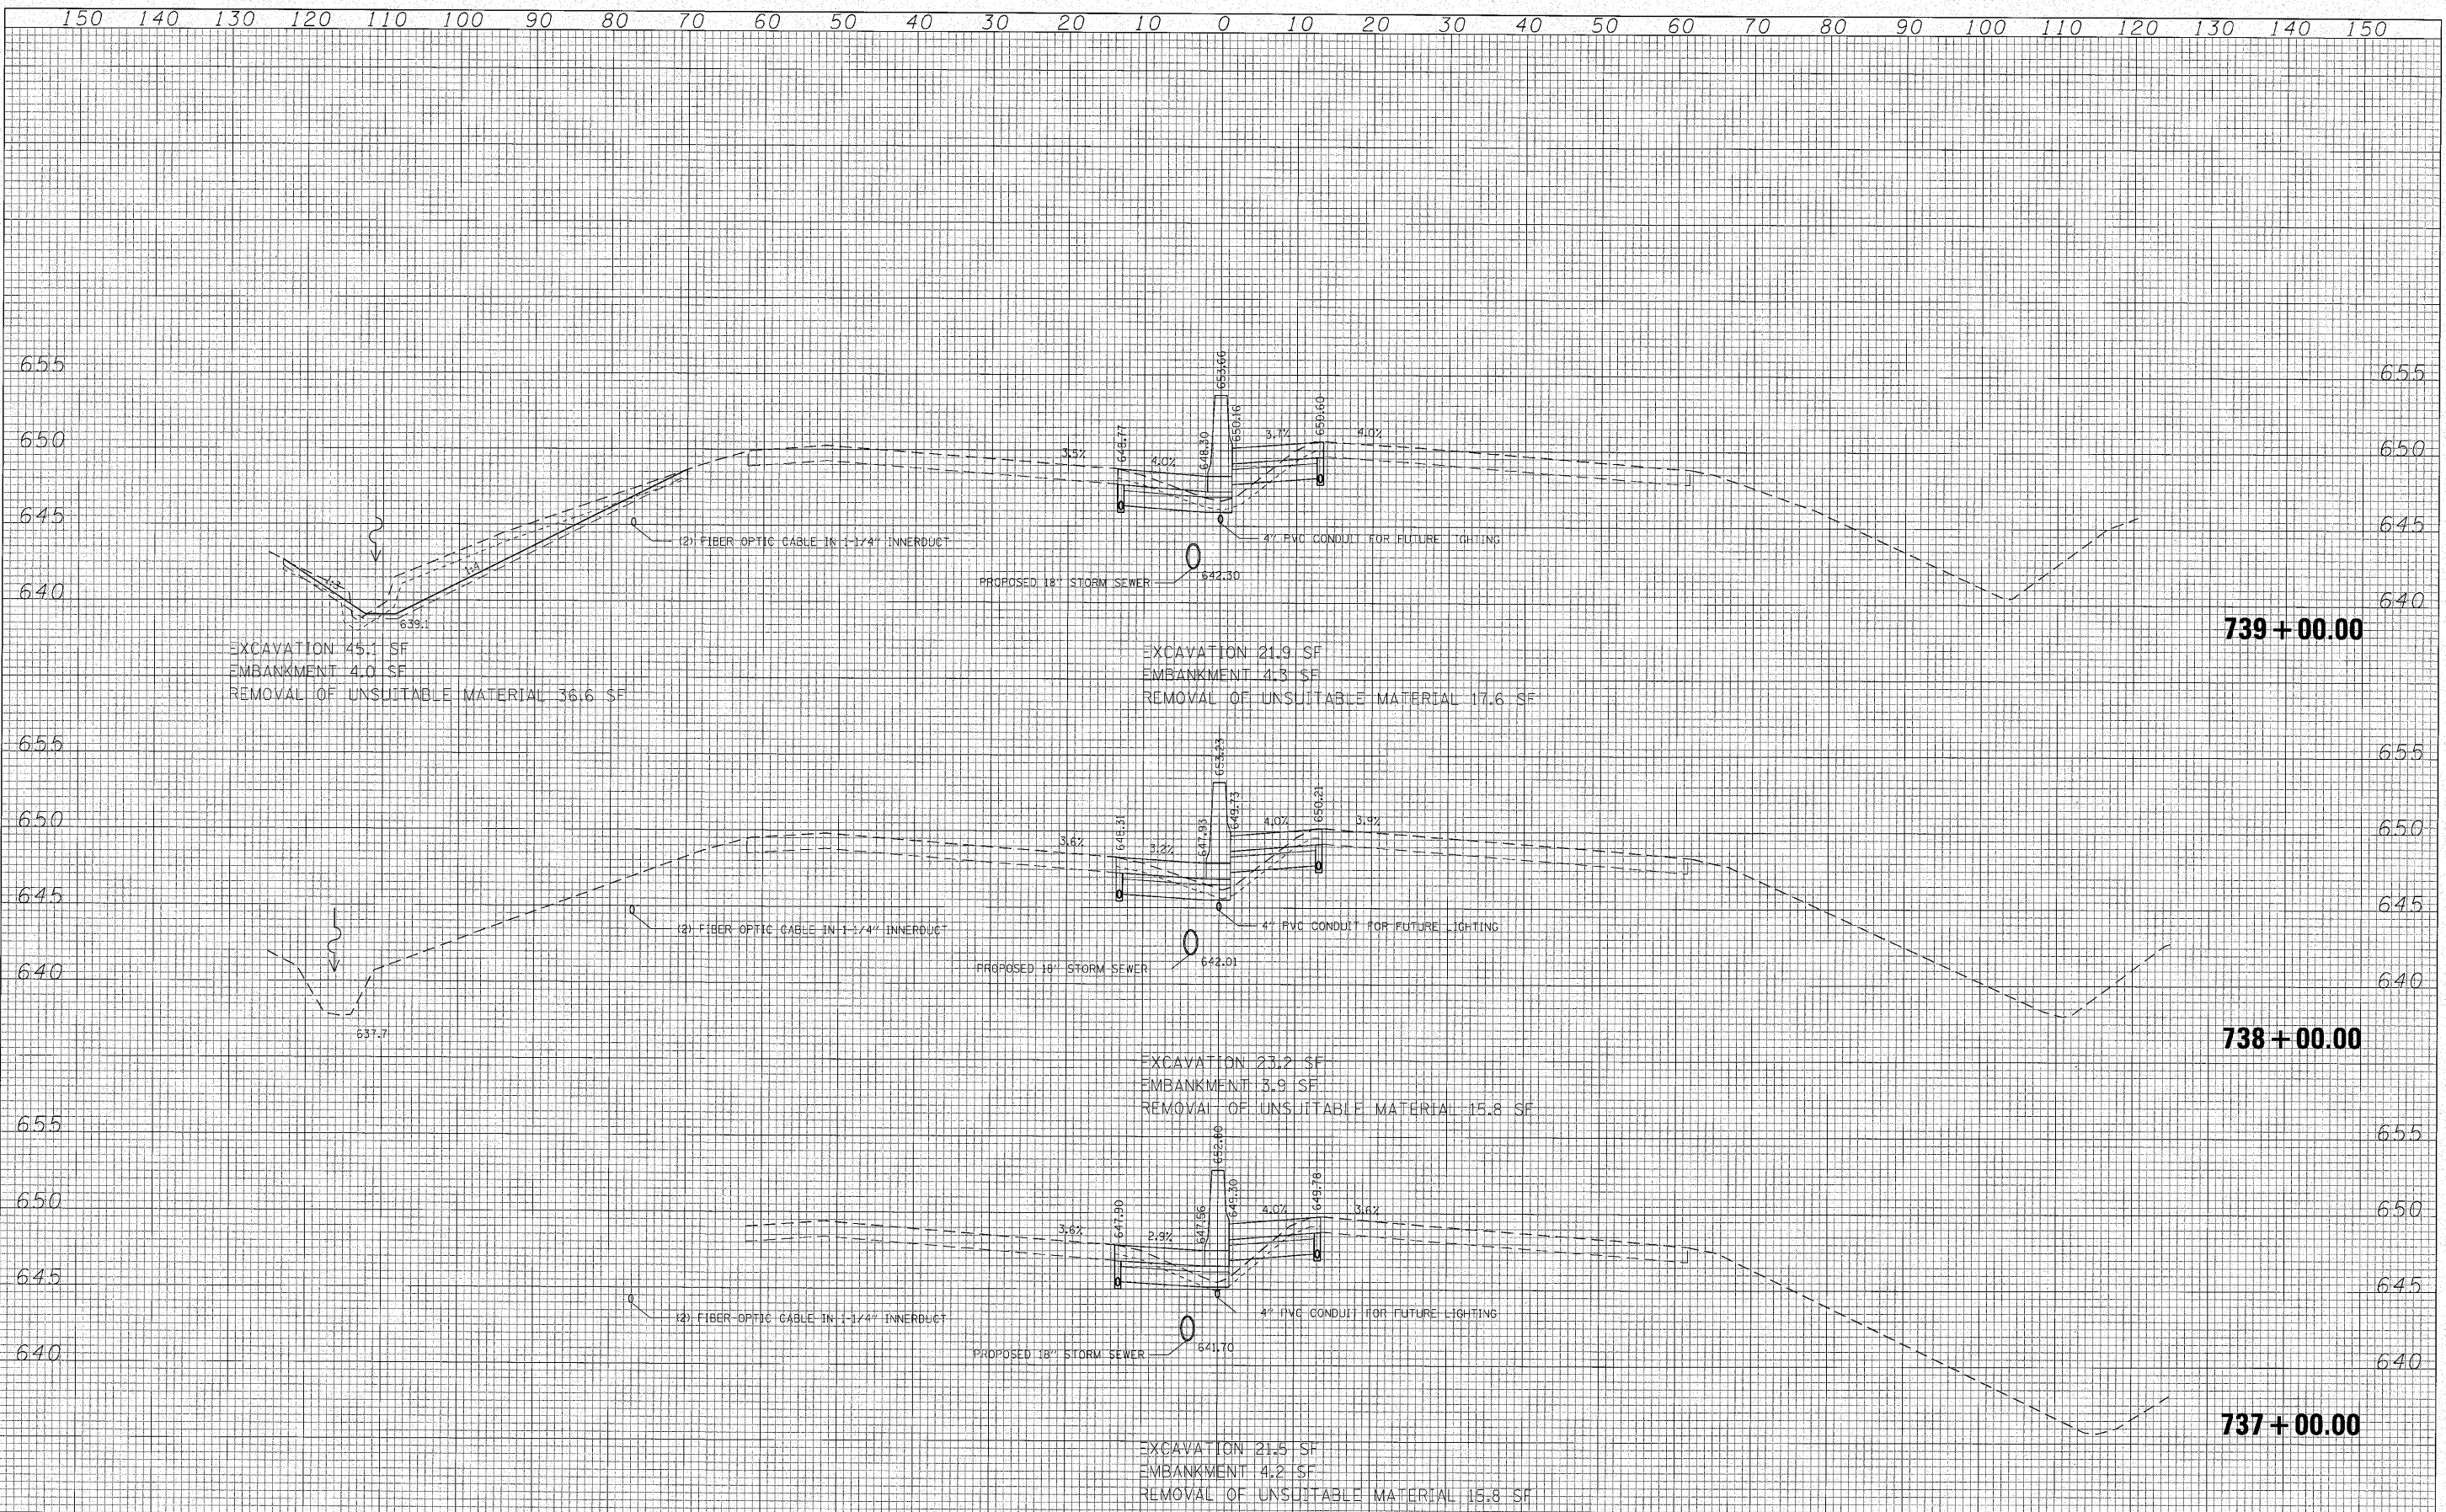 150 140 130 120 110 100 90 80 70 60 50 40 30 20 10 0 10 20 30 40 50 60 70 80 90 100 110 120 130 140 150
653.66
655 655
650.16
650.60
648.77
648.30
3.7% 4.0%
650 3.5% 4.0% 650
645 645
(2) FIBER OPTIC CABLE IN 1-1/4" INNERDUCT
4" PVC CONDUIT FOR FUTURE LIGHTING
1:4
PROPOSED 18" STORM SEWER 642.30
640 640
639.1
739+00.00
EXCAVATION 45.1 SF
EMBANKMENT 4.0 SF
REMOVAL OF UNSUITABLE MATERIAL 36.6 SF
EXCAVATION 21.9 SF
EMBANKMENT 4.3 SF
REMOVAL OF UNSUITABLE MATERIAL 17.6 SF
653.23
655 655
649.73
650.21
648.31
647.93
650 4.0% 3.9% 650
3.6% 3.2%
645 645
(2) FIBER OPTIC CABLE IN 1-1/4" INNERDUCT
4" PVC CONDUIT FOR FUTURE LIGHTING
PROPOSED 18" STORM SEWER 642.01
640 640
637.7
738+00.00
EXCAVATION 23.2 SF
EMBANKMENT 3.9 SF
REMOVAL OF UNSUITABLE MATERIAL 15.8 SF
652.80
655 655
649.30
649.78
647.90
647.56
650 4.0% 3.6% 650
3.6% 2.9%
645 645
(2) FIBER OPTIC CABLE IN 1-1/4" INNERDUCT
4" PVC CONDUIT FOR FUTURE LIGHTING
PROPOSED 18" STORM SEWER 641.70
640 640
737+00.00
EXCAVATION 21.5 SF
EMBANKMENT 4.2 SF
REMOVAL OF UNSUITABLE MATERIAL 15.8 SF